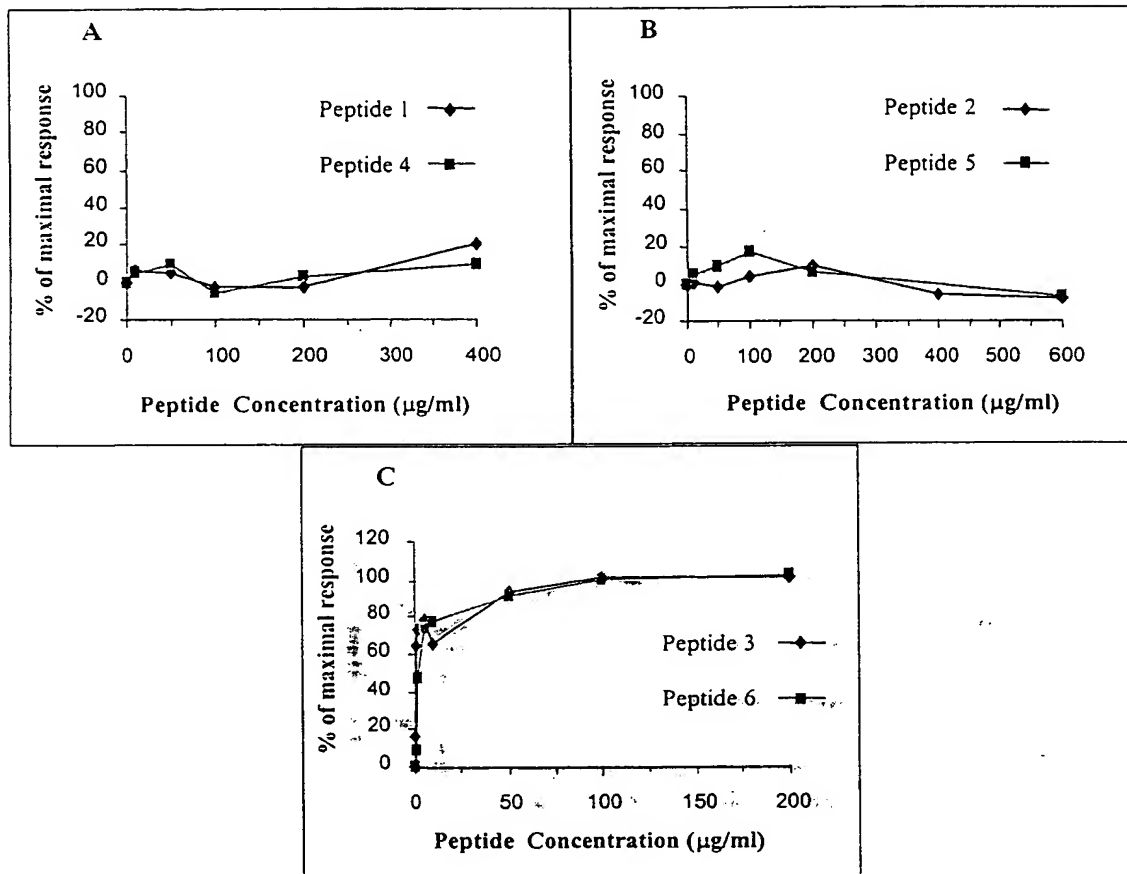 A
% of maximal response
100
80
60
40
20
0
-20
Peptide 1
Peptide 4
0 100 200 300 400
Peptide Concentration (µg/ml)
B
% of maximal response
100
80
60
40
20
0
-20
Peptide 2
Peptide 5
0 100 200 300 400 500 600
Peptide Concentration (µg/ml)
C
% of maximal response
120
100
80
60
40
20
0
Peptide 3
Peptide 6
0 50 100 150 200
Peptide Concentration (µg/ml)